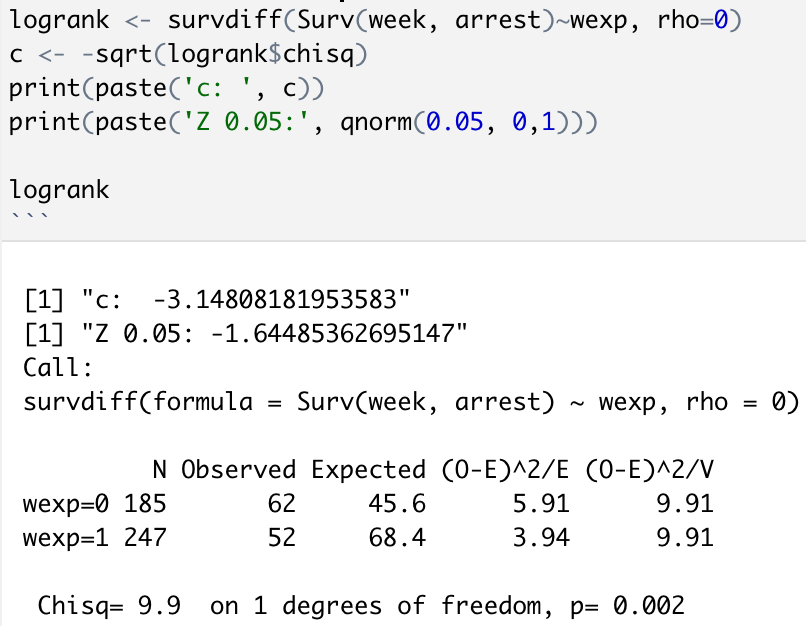 logrank <- survdiff(Surv(week, arrest)~wexp, rho=0)
c <- -sqrt(logrank$chisq)
print(paste('c: ', c))
print(paste('Z 0.05:', qnorm(0.05, 0,1)))
logrank
```
[1] "c:  -3.14808181953583"
[1] "Z 0.05: -1.64485362695147"
Call:
survdiff(formula = Surv(week, arrest) ~ wexp, rho = 0)
N Observed Expected (O-E)^2/E (O-E)^2/V
wexp=0 185 62 45.6 5.91 9.91
wexp=1 247 52 68.4 3.94 9.91
Chisq= 9.9  on 1 degrees of freedom, p= 0.002